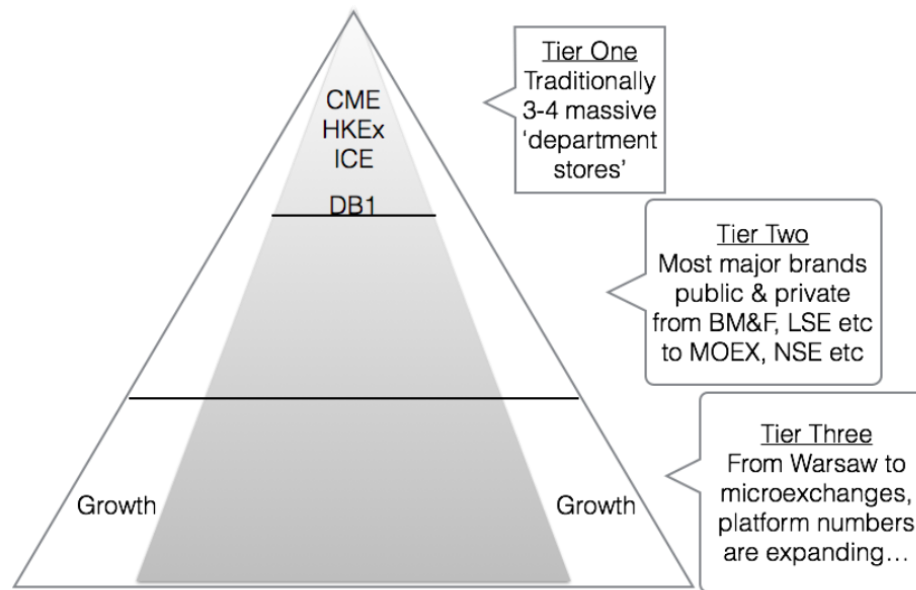 CME
HKEx
ICE
DB1
Tier One
Traditionally
3-4 massive
‘department
stores’
Tier Two
Most major brands
public & private
from BM&F, LSE etc
to MOEX, NSE etc
Tier Three
From Warsaw to
microexchanges,
platform numbers
are expanding…
Growth
Growth